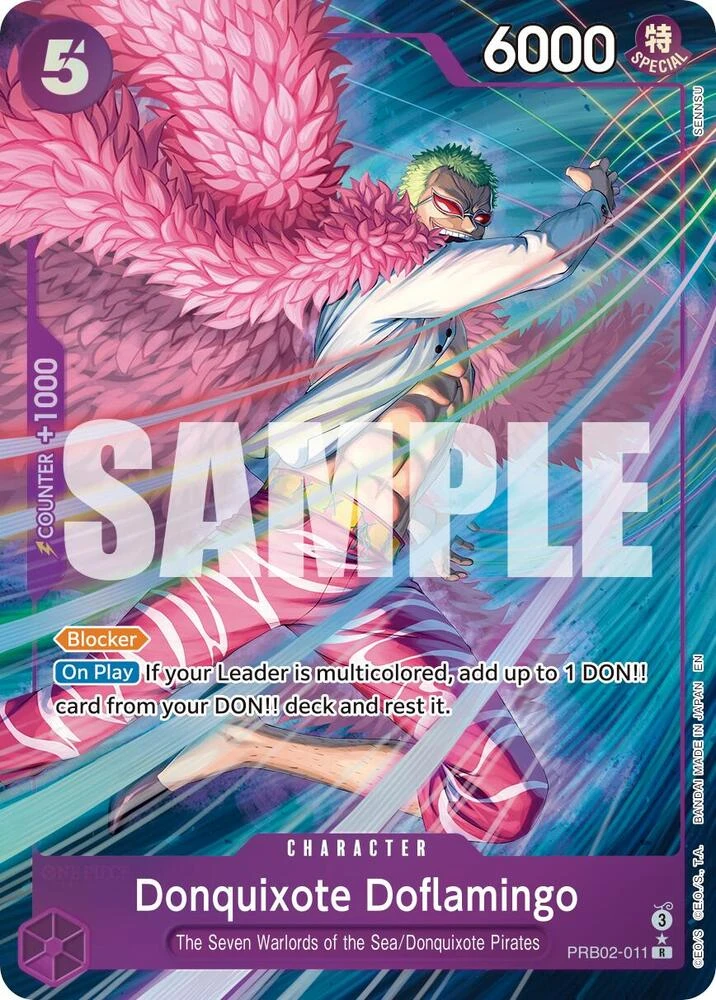 5
6000
特
SPECIAL
SENNSU
COUNTER +1000
SAMPLE
Blocker
On Play If your Leader is multicolored, add up to 1 DON!!
card from your DON!! deck and rest it.
©E.O./S ©E.O./S., T.A. BANDAI MADE IN JAPAN EN
CHARACTER
ONE PIECE
Donquixote Doflamingo
The Seven Warlords of the Sea/Donquixote Pirates
3
PRB02-011 R